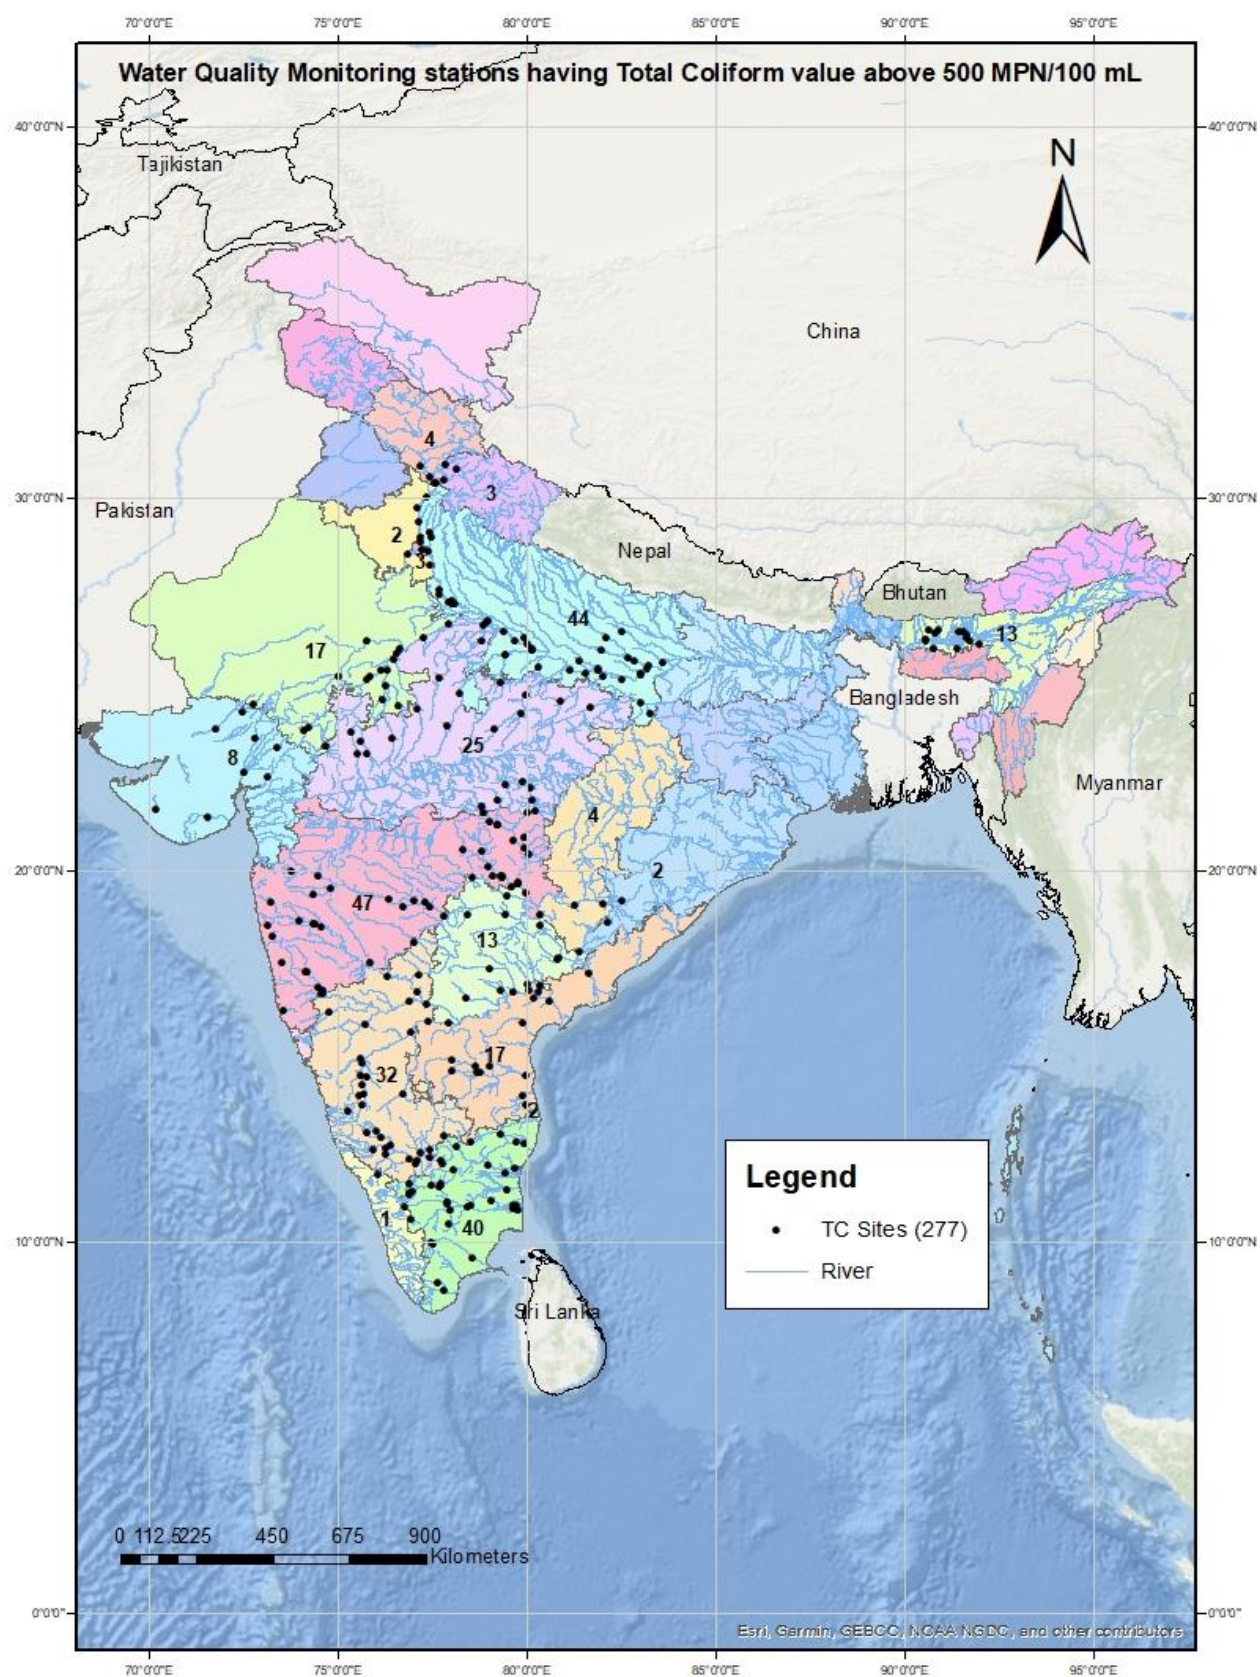 70°0'0"E 75°0'0"E 80°0'0"E 85°0'0"E 90°0'0"E 95°0'0"E
Water Quality Monitoring stations having Total Coliform value above 500 MPN/100 mL
40°0'0"N 40°0'0"N
N
Tajikistan
China
4
30°0'0"N 3 30°0'0"N
Pakistan
2
Nepal
3
Bhutan
44
13
17
Bangladesh
25
8
Myanmar
4
20°0'0"N 2 20°0'0"N
47
13
17
32
2
Legend
TC Sites (277)
River
1
40
10°0'0"N 10°0'0"N
Sri Lanka
0 112.5225 450 675 900
Kilometers
0°0'0" 0°0'0"
Esri, Garmin, GEBCO, NOAA NGDC, and other contributors
70°0'0"E 75°0'0"E 80°0'0"E 85°0'0"E 90°0'0"E 95°0'0"E